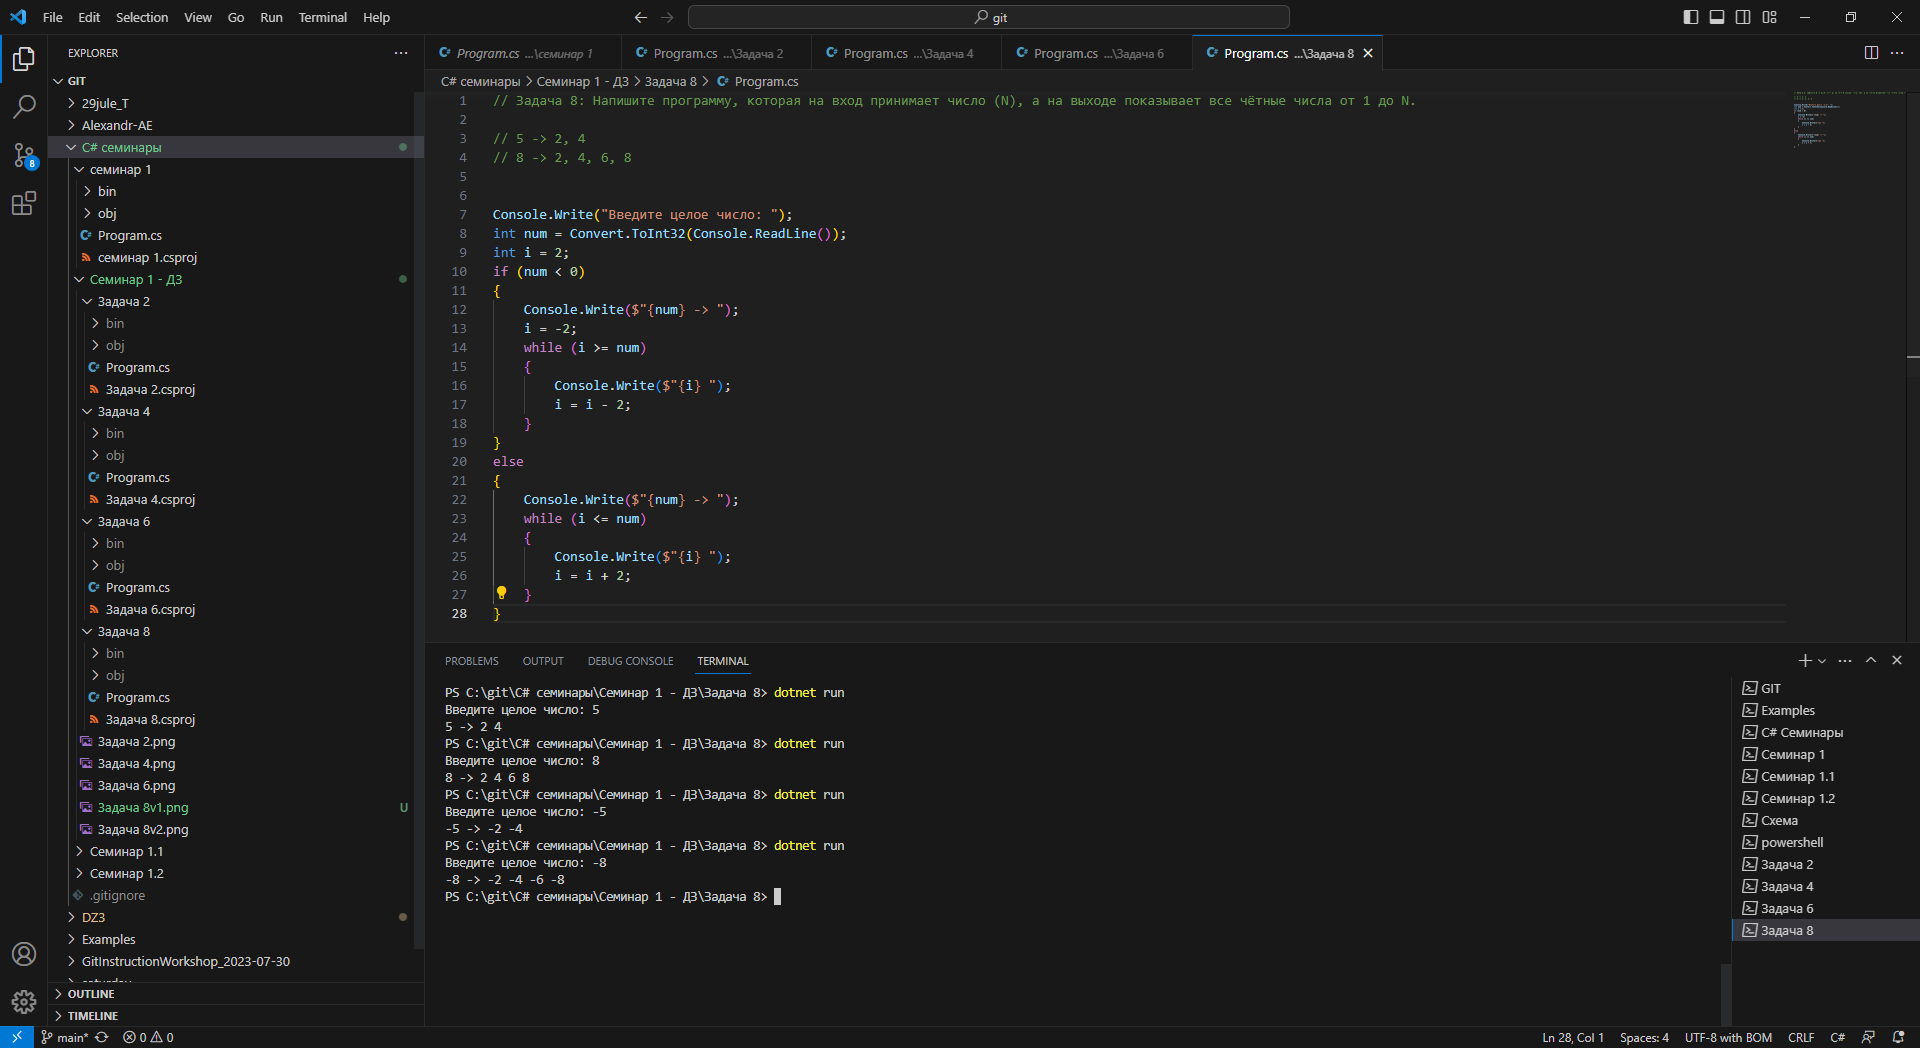 File Edit Selection View Go Run Terminal Help
git
EXPLORER
GIT
29jule_T
Alexandr-AE
C# семинары
семинар 1
bin
obj
Program.cs
семинар 1.csproj
Семинар 1 - ДЗ
Задача 2
bin
obj
Program.cs
Задача 2.csproj
Задача 4
bin
obj
Program.cs
Задача 4.csproj
Задача 6
bin
obj
Program.cs
Задача 6.csproj
Задача 8
bin
obj
Program.cs
Задача 8.csproj
Задача 2.png
Задача 4.png
Задача 6.png
Задача 8v1.png U
Задача 8v2.png
Семинар 1.1
Семинар 1.2
.gitignore
DZ3
Examples
GitInstructionWorkshop_2023-07-30
OUTLINE
TIMELINE
8
Program.cs ...\семинар 1 Program.cs ...\Задача 2 Program.cs ...\Задача 4 Program.cs ...\Задача 6 Program.cs ...\Задача 8
C# семинары > Семинар 1 - ДЗ > Задача 8 > Program.cs
1 // Задача 8: Напишите программу, которая на вход принимает число (N), а на выходе показывает все чётные числа от 1 до N.
2
3 // 5 -> 2, 4
4 // 8 -> 2, 4, 6, 8
5
6
7 Console.Write("Введите целое число: ");
8 int num = Convert.ToInt32(Console.ReadLine());
9 int i = 2;
10 if (num < 0)
11 {
12 Console.Write($"{num} -> ");
13 i = -2;
14 while (i >= num)
15 {
16 Console.Write($"{i} ");
17 i = i - 2;
18 }
19 }
20 else
21 {
22 Console.Write($"{num} -> ");
23 while (i <= num)
24 {
25 Console.Write($"{i} ");
26 i = i + 2;
27 }
28 }
PROBLEMS OUTPUT DEBUG CONSOLE TERMINAL
PS C:\git\C# семинары\Семинар 1 - ДЗ\Задача 8> dotnet run
Введите целое число: 5
5 -> 2 4
PS C:\git\C# семинары\Семинар 1 - ДЗ\Задача 8> dotnet run
Введите целое число: 8
8 -> 2 4 6 8
PS C:\git\C# семинары\Семинар 1 - ДЗ\Задача 8> dotnet run
Введите целое число: -5
-5 -> -2 -4
PS C:\git\C# семинары\Семинар 1 - ДЗ\Задача 8> dotnet run
Введите целое число: -8
-8 -> -2 -4 -6 -8
PS C:\git\C# семинары\Семинар 1 - ДЗ\Задача 8>
GIT
Examples
C# Семинары
Семинар 1
Семинар 1.1
Семинар 1.2
Схема
powershell
Задача 2
Задача 4
Задача 6
Задача 8
main* 0 0
Ln 28, Col 1 Spaces: 4 UTF-8 with BOM CRLF C#